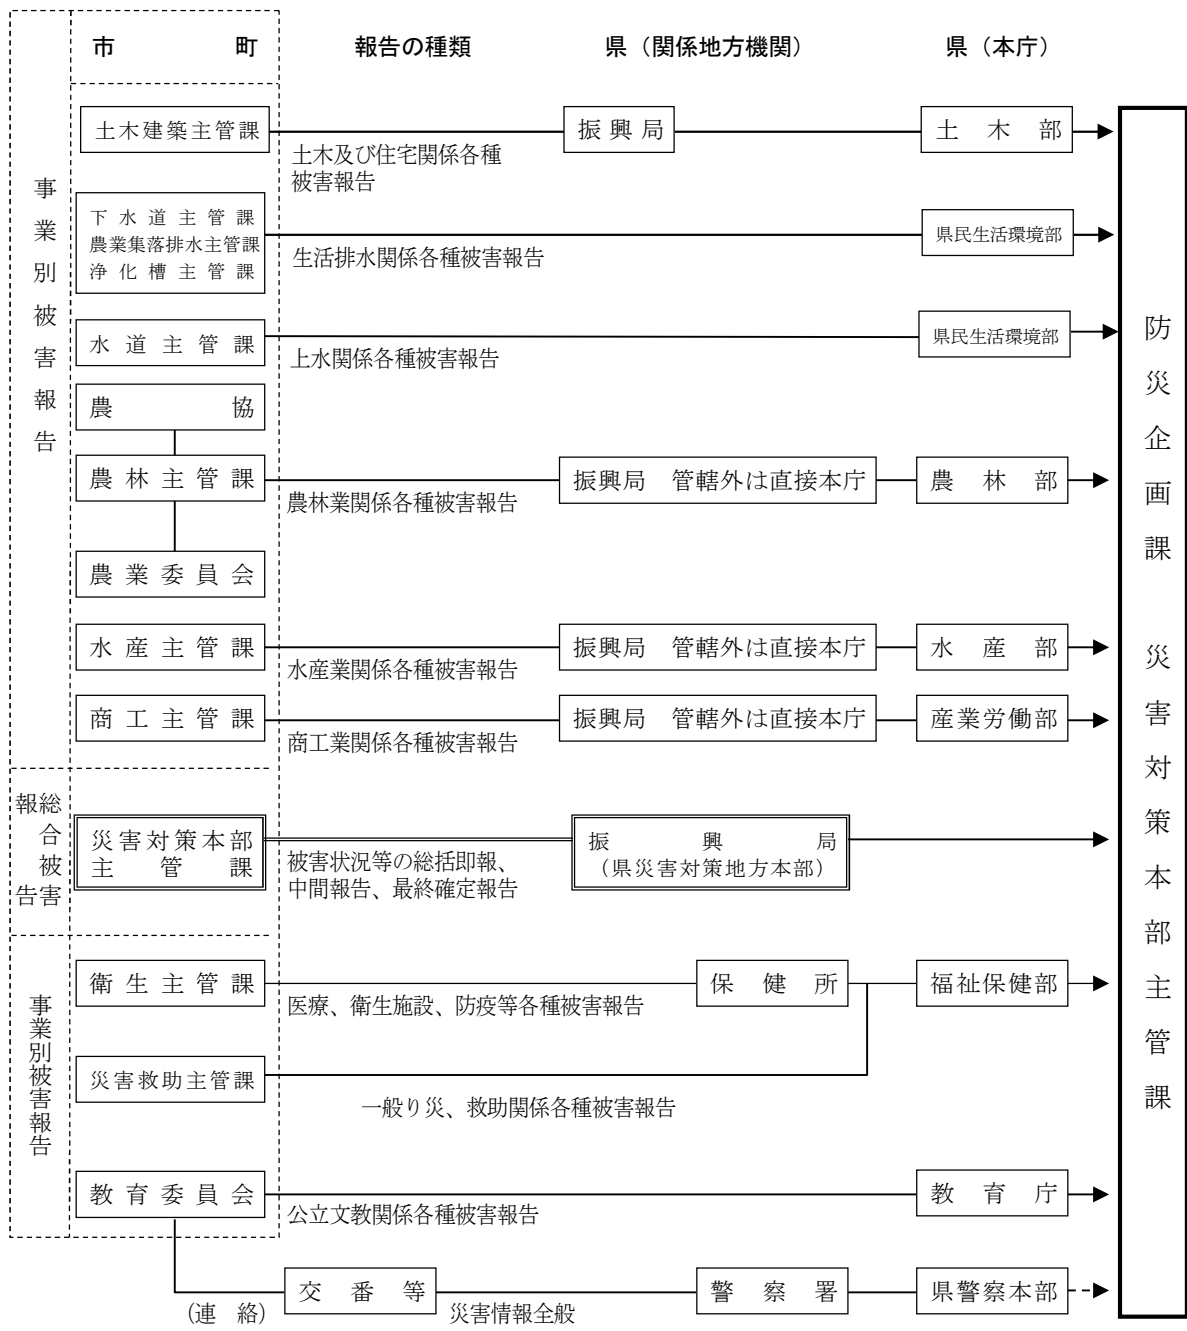 市 町 報告の種類 県（関係地方機関） 県（本庁）
事業別被害報告
土木建築主管課 振興局 土木部
土木及び住宅関係各種
被害報告
下水道主管課
農業集落排水主管課 県民生活環境部
浄化槽主管課
生活排水関係各種被害報告
水道主管課 県民生活環境部
上水関係各種被害報告
農協
農林主管課 振興局 管轄外は直接本庁 農林部
農林業関係各種被害報告
農業委員会
水産主管課 振興局 管轄外は直接本庁 水産部
水産業関係各種被害報告
商工主管課 振興局 管轄外は直接本庁 産業労働部
商工業関係各種被害報告
総合被害
報告
災害対策本部
主管課
振興局
（県災害対策地方本部）
被害状況等の総括即報、
中間報告、最終確定報告
事業別被害報告
衛生主管課 保健所 福祉保健部
医療、衛生施設、防疫等各種被害報告
災害救助主管課
一般り災、救助関係各種被害報告
教育委員会 教育庁
公立文教関係各種被害報告
交番等 警察署 県警察本部
（連 絡） 災害情報全般
防災企画課 災害対策本部主管課